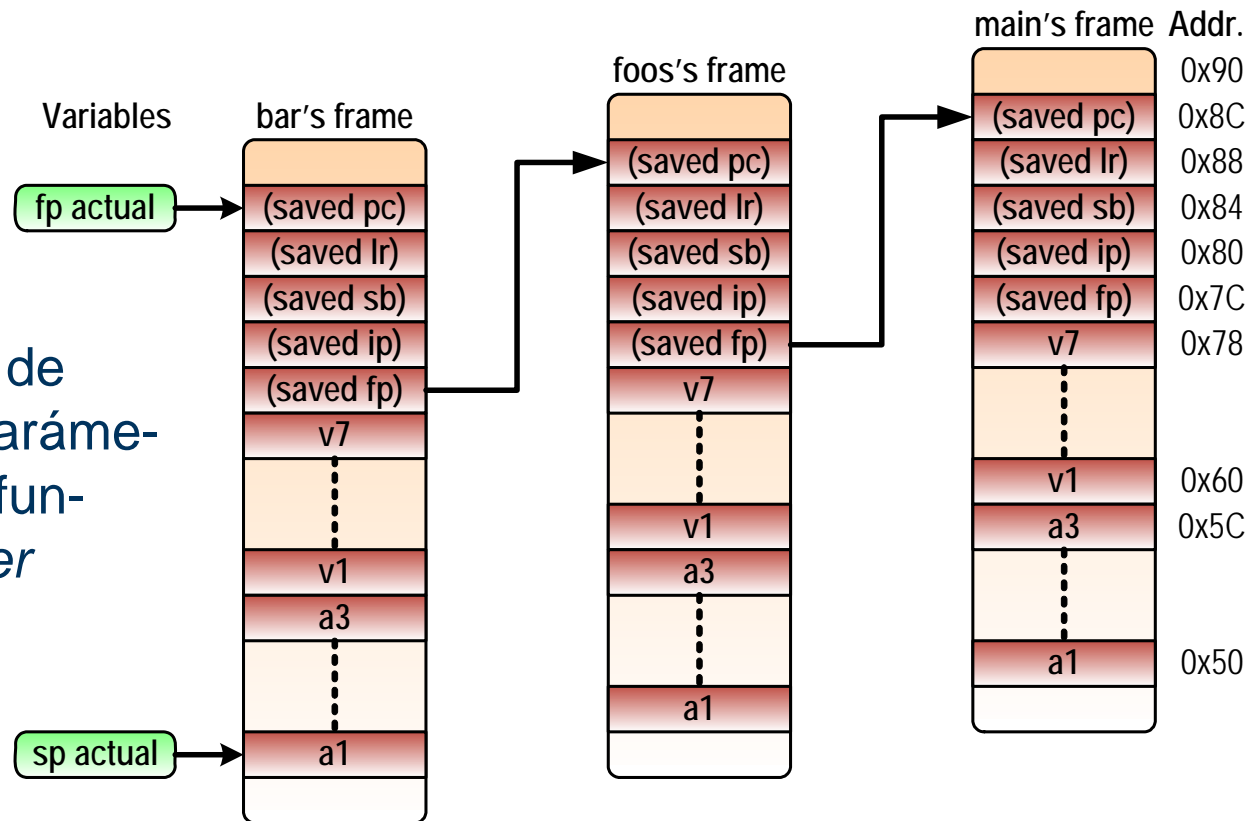 main's frame Addr.
0x90
foos's frame
Variables bar's frame
(saved pc) 0x8C
(saved pc) (saved lr) 0x88
fp actual (saved pc) (saved lr) (saved sb) 0x84
(saved lr) (saved sb) (saved ip) 0x80
(saved sb) (saved ip) (saved fp) 0x7C
(saved ip) (saved fp) v7 0x78
de
(saved fp) v7
paráme-
v7
v1 0x60
fun-
v1 a3 0x5C
er
v1 a3
a3
a1 0x50
a1
sp actual a1